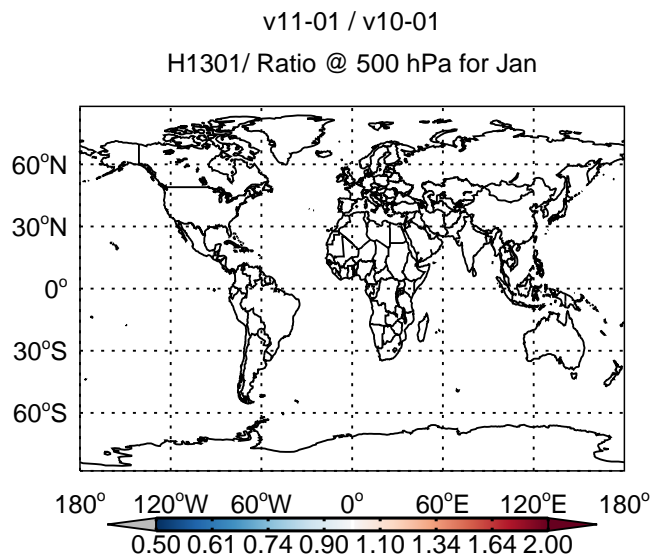 v11-01 / v10-01
H1301/ Ratio @ 500 hPa for Jan
60°N
30°N
0°
30°S
60°S
180° 120°W 60°W 0° 60°E 120°E 180°
0.50 0.61 0.74 0.90 1.10 1.34 1.64 2.00